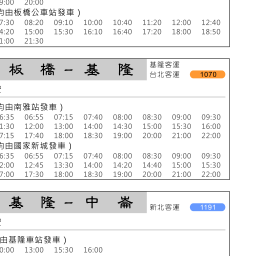 9:00 20:00
均由板橋公車站發車）
7:30 08:20 09:10 10:00 10:40 11:20 12:00 12:40
4:20 15:00 15:30 16:10 16:40 17:20 18:00 18:50
1:00 21:30
板橋－基隆
基隆客運
台北客運 1070
均由南雅站發車）
6:35 06:55 07:15 07:40 08:00 08:30 09:00 09:30
1:30 12:00 13:00 14:00 14:30 15:00 15:30 16:00
7:15 17:40 18:00 18:30 19:00 20:00 21:00 22:00
均由國家新城發車）
6:35 06:55 07:15 07:40 08:00 08:30 09:00 09:30
2:00 12:45 13:30 14:00 14:20 14:40 15:00 15:30
7:00 17:30 18:00 18:30 19:00 20:00 21:00 22:00
基隆－中崙
新北客運 1191
由基隆車站發車）
0:00 13:00 15:30 16:00